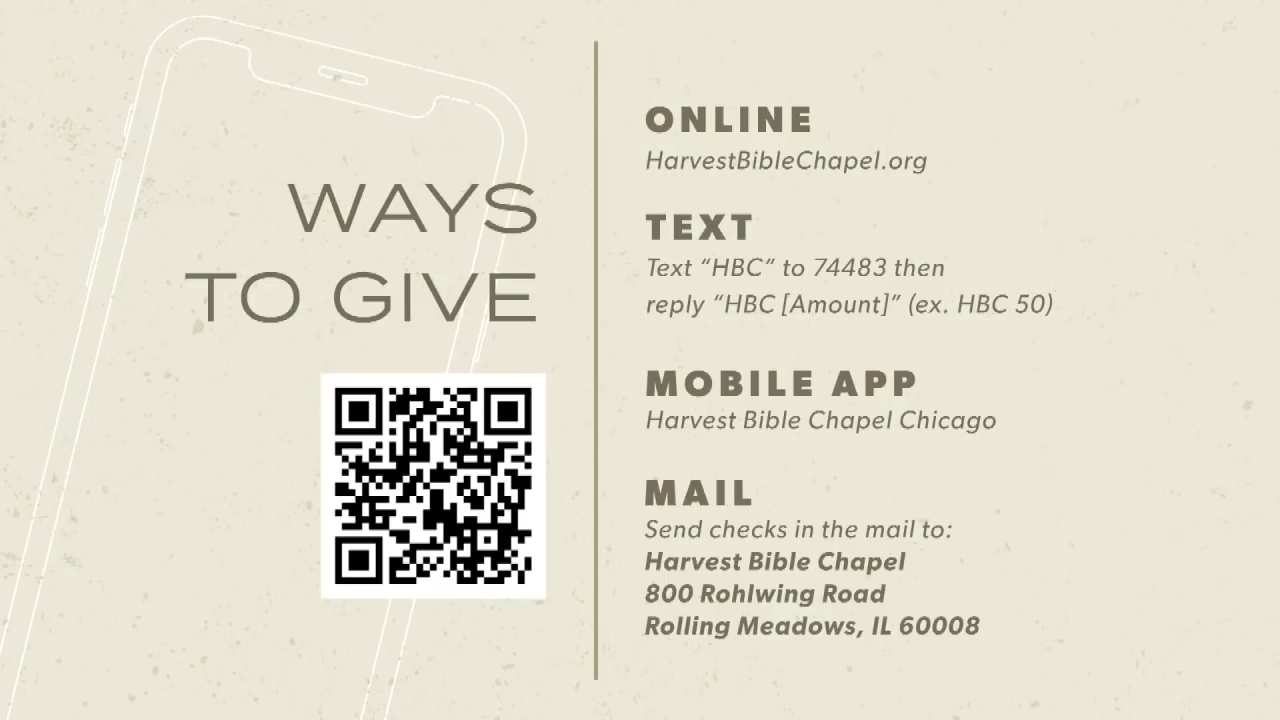 WAYS
TO GIVE
ONLINE
HarvestBibleChapel.org
TEXT
Text “HBC” to 74483 then
reply “HBC [Amount]” (ex. HBC 50)
MOBILE APP
Harvest Bible Chapel Chicago
MAIL
Send checks in the mail to:
Harvest Bible Chapel
800 Rohlwing Road
Rolling Meadows, IL 60008